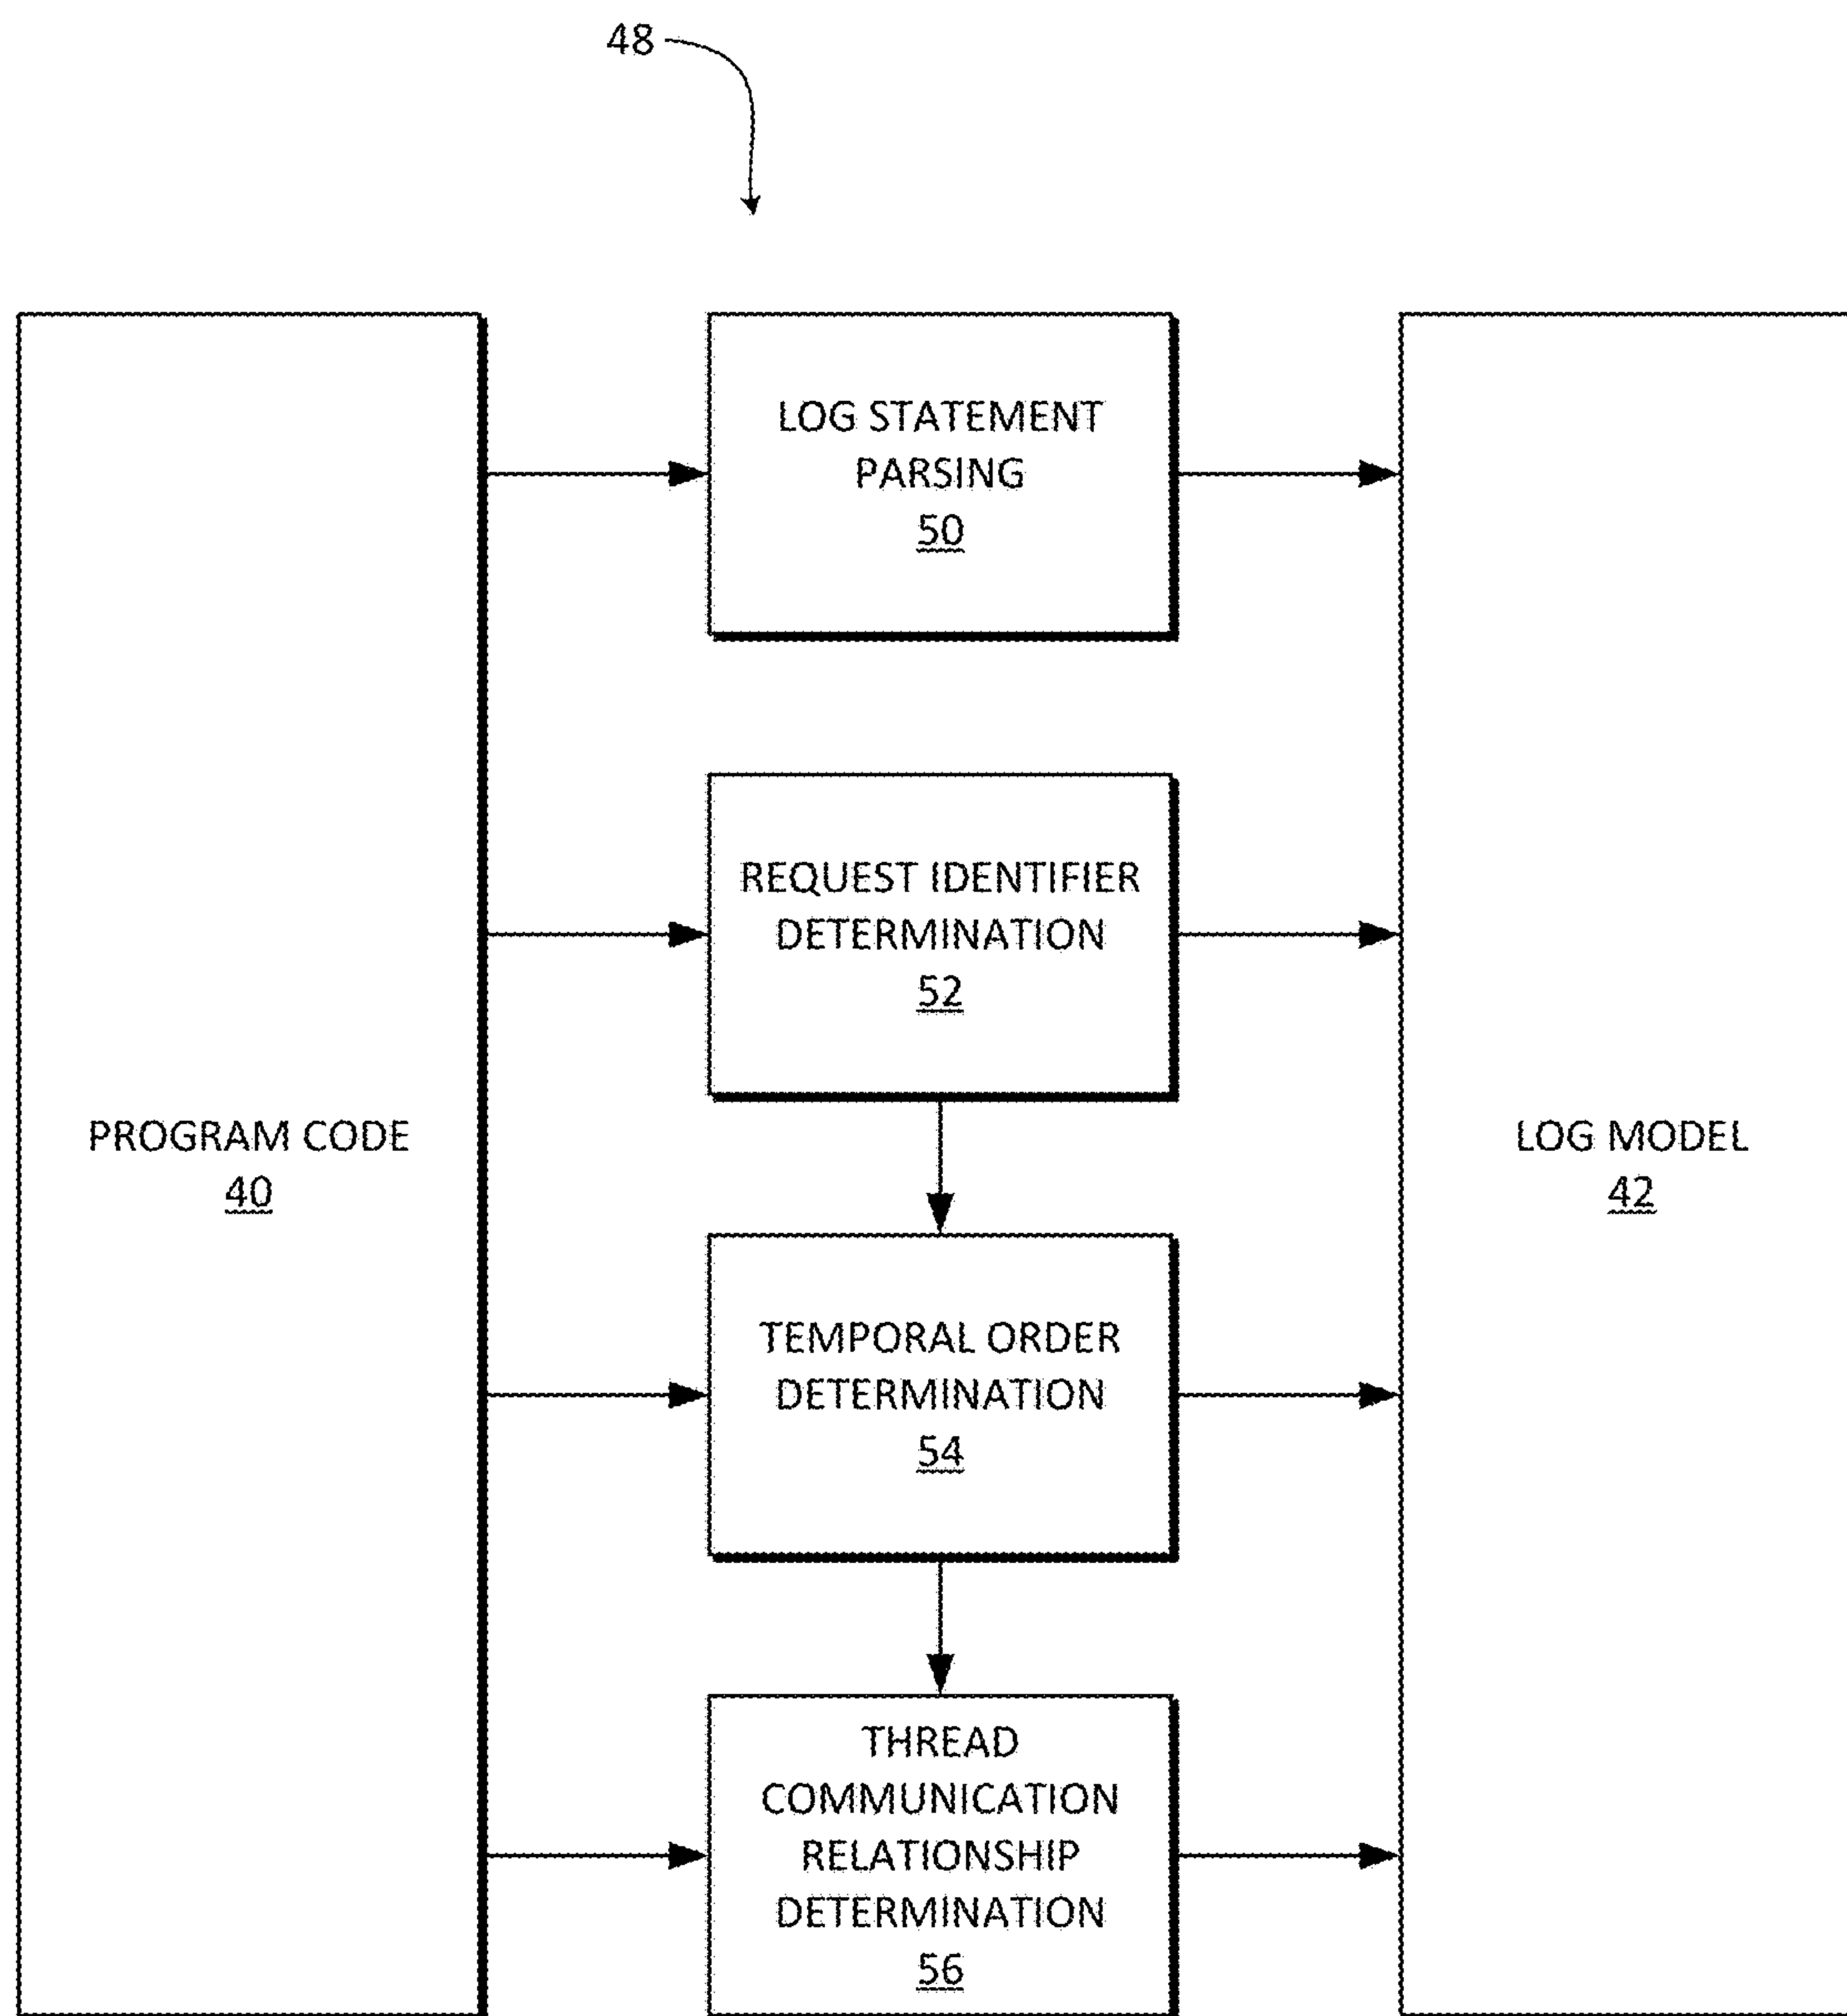 48
LOG STATEMENT
PARSING
50
REQUEST IDENTIFIER
DETERMINATION
52
PROGRAM CODE
40
LOG MODEL
42
TEMPORAL ORDER
DETERMINATION
54
THREAD
COMMUNICATION
RELATIONSHIP
DETERMINATION
56